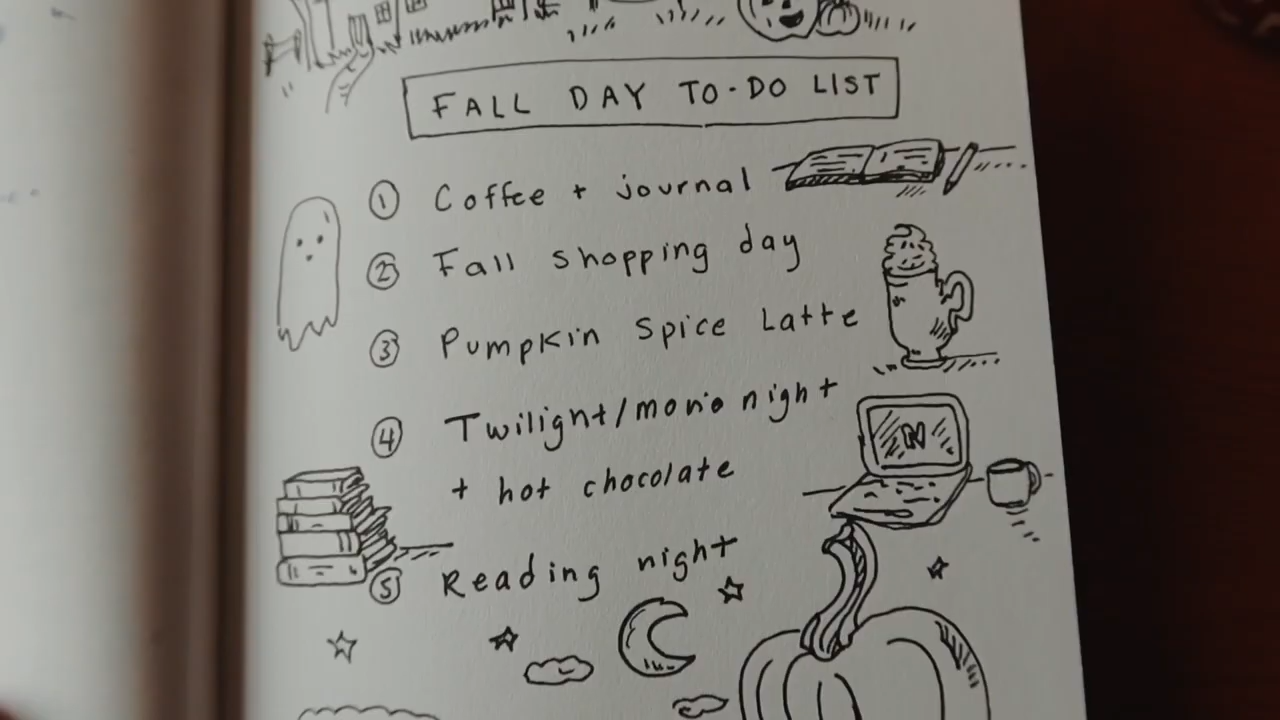 FALL DAY TO-DO LIST
① Coffee + journal
② Fall shopping day
③ Pumpkin Spice Latte
④ Twilight/movie night
+ hot chocolate
N
⑤ Reading night